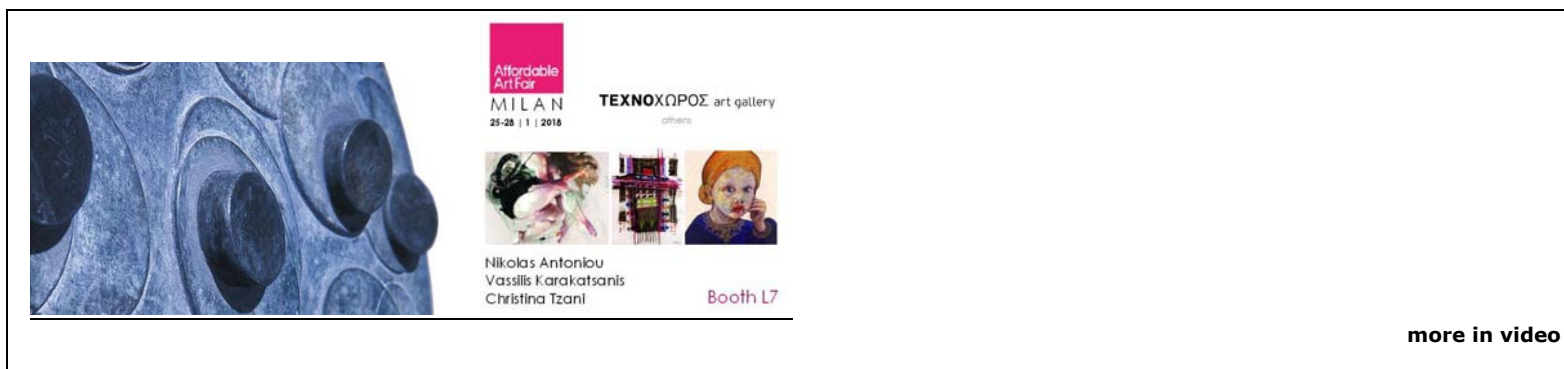 Affordable
Art Fair
MILAN
25-28 | 1 | 2018
ΤΕΧΝΟΧΩΡΟΣ art gallery
athens
Nikolas Antoniou
Vassilis Karakatsanis
Christina Tzani
Booth L7
more in video